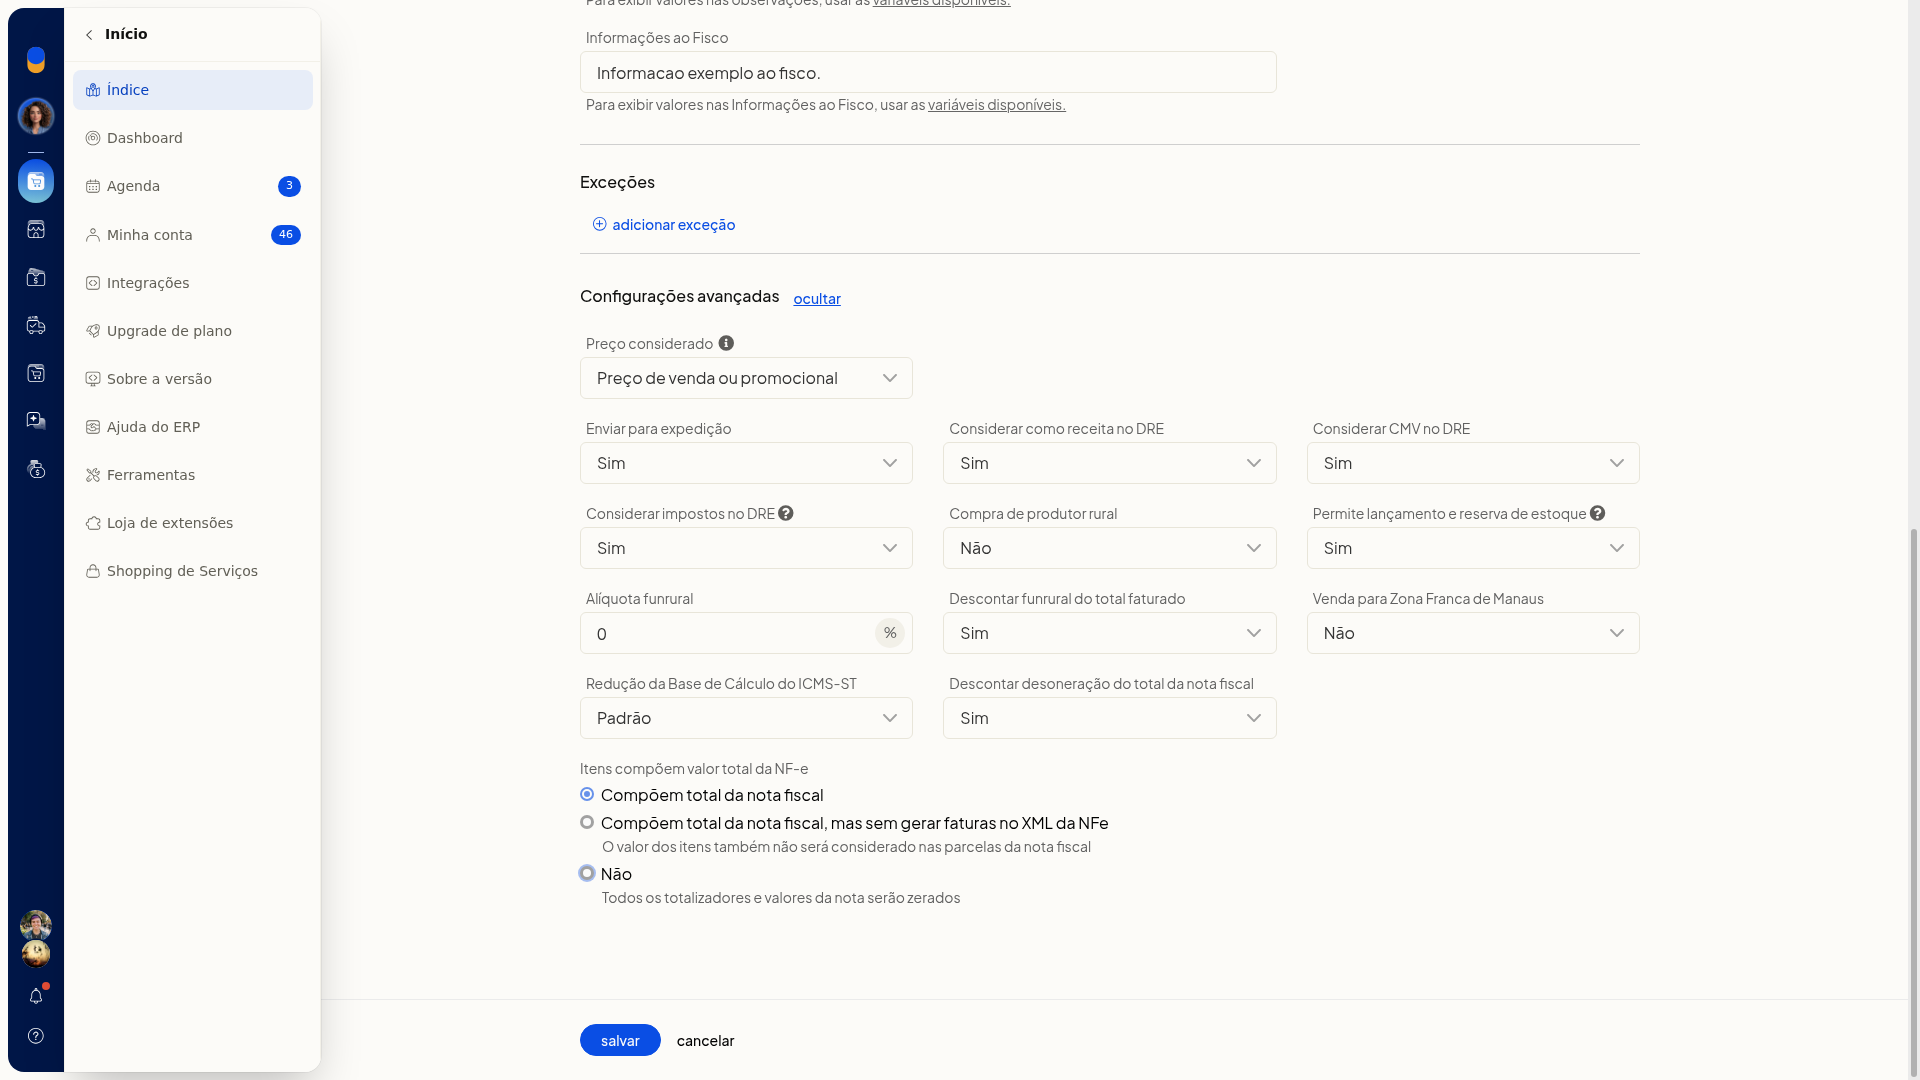 Início
Índice
Dashboard
Agenda
3
Minha conta
46
Integrações
Upgrade de plano
Sobre a versão
Ajuda do ERP
Ferramentas
Loja de extensões
Shopping de Serviços
Para exibir valores nas observações, usar as variáveis disponíveis.
Informações ao Fisco
Informacao exemplo ao fisco.
Para exibir valores nas Informações ao Fisco, usar as variáveis disponíveis.
Exceções
adicionar exceção
Configurações avançadas ocultar
Preço considerado
Preço de venda ou promocional
Enviar para expedição
Sim
Considerar como receita no DRE
Sim
Considerar CMV no DRE
Sim
Considerar impostos no DRE
Sim
Compra de produtor rural
Não
Permite lançamento e reserva de estoque
Sim
Alíquota funrural
0 %
Descontar funrural do total faturado
Sim
Venda para Zona Franca de Manaus
Não
Redução da Base de Cálculo do ICMS-ST
Padrão
Descontar desoneração do total da nota fiscal
Sim
Itens compõem valor total da NF-e
Compõem total da nota fiscal
Compõem total da nota fiscal, mas sem gerar faturas no XML da NFe
O valor dos itens também não será considerado nas parcelas da nota fiscal
Não
Todos os totalizadores e valores da nota serão zerados
salvar cancelar